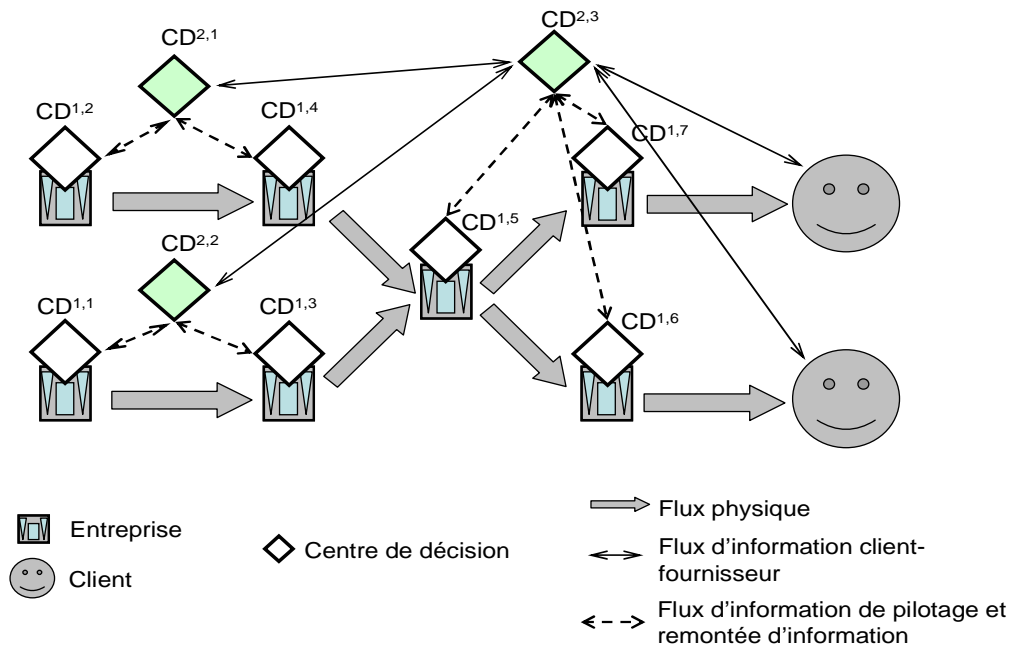 CD2,3
CD2,1
CD1,2
CD1,4
CD1,7
CD1,5
CD2,2
CD1,1
CD1,3
CD1,6
Entreprise
Client
Centre de décision
Flux physique
Flux d'information client-
fournisseur
Flux d'information de pilotage et
remontée d'information